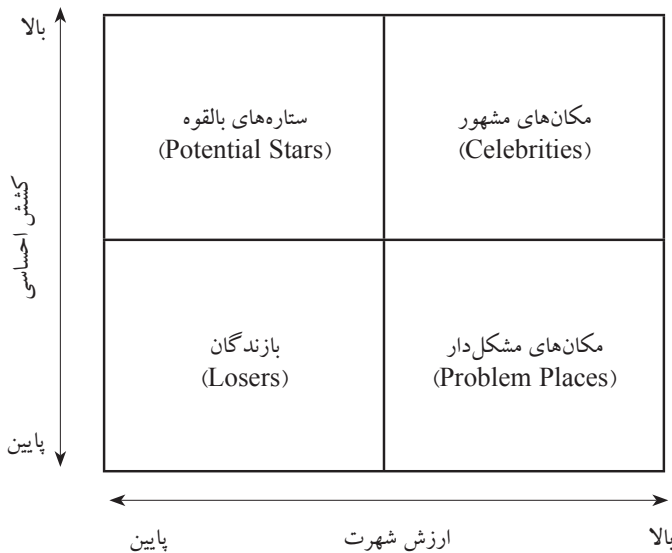 بالا
ستاره‌های بالقوه
(Potential Stars)
مکان‌های مشهور
(Celebrities)
کشش احساسی
بازندگان
(Losers)
مکان‌های مشکل‌دار
(Problem Places)
پایین
پایین
ارزش شهرت
بالا